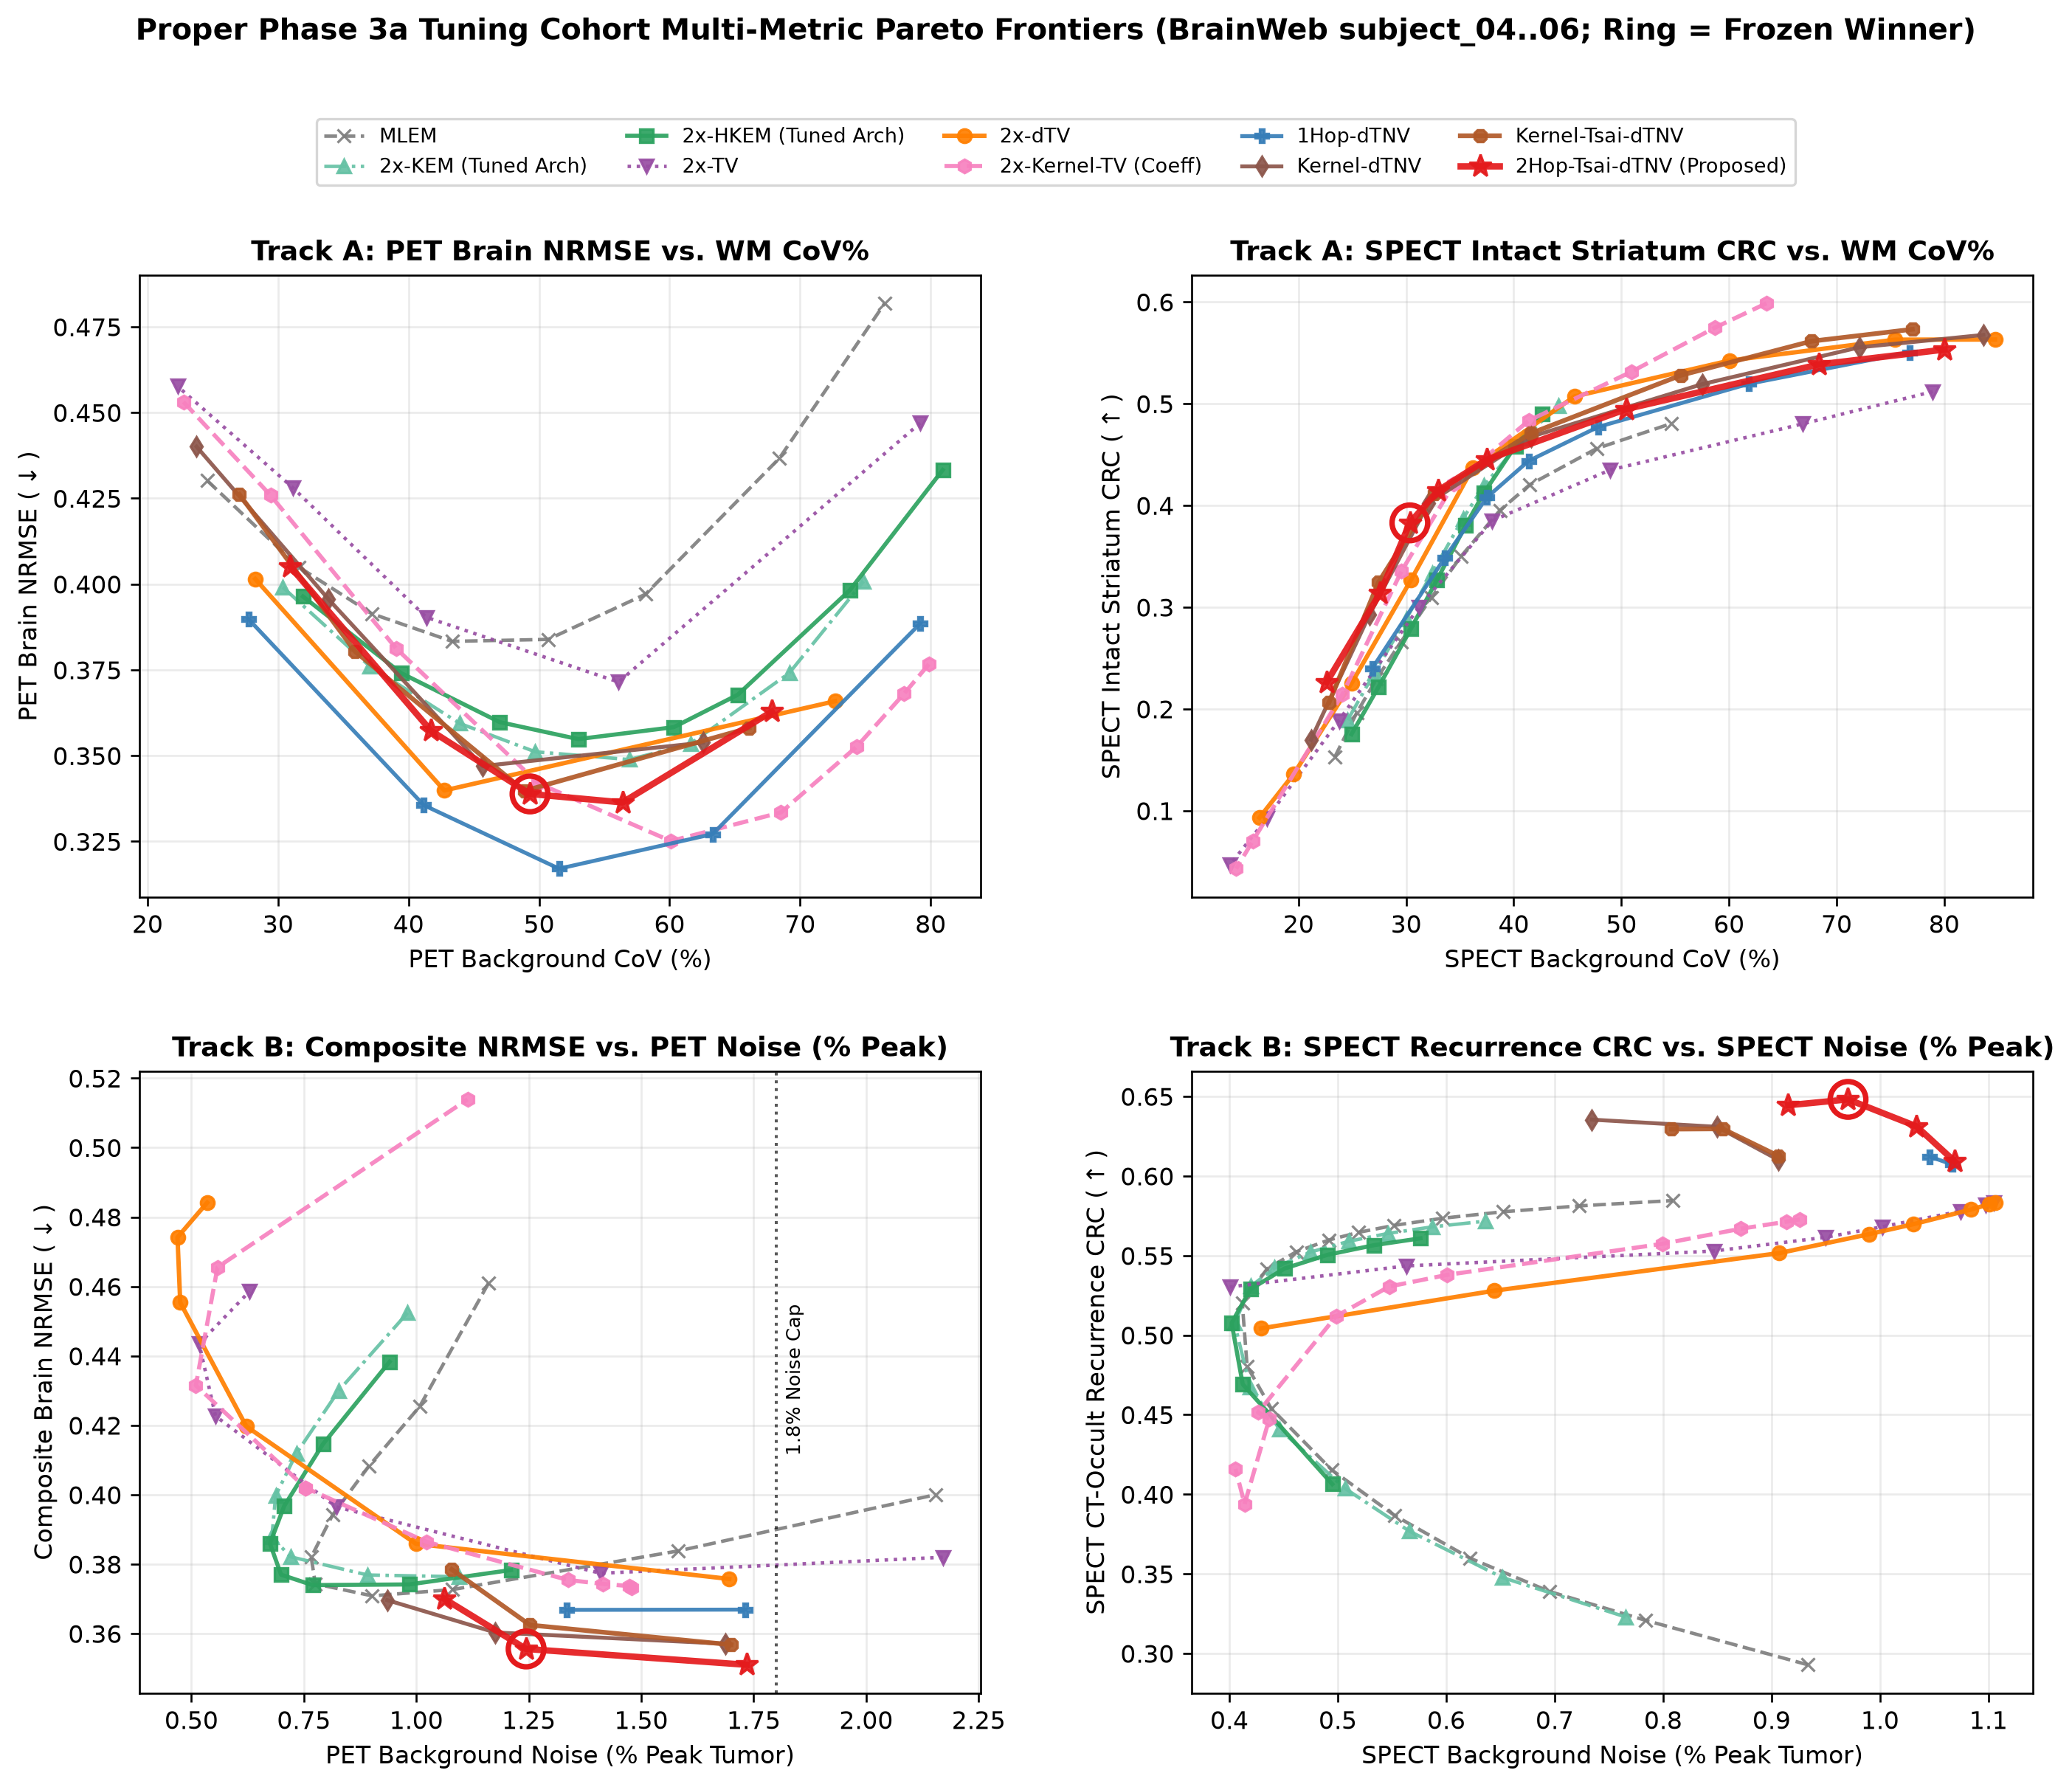 Proper Phase 3a Tuning Cohort Multi-Metric Pareto Frontiers (BrainWeb subject_04..06; Ring = Frozen Winner)
MLEM
2x-KEM (Tuned Arch)
2x-HKEM (Tuned Arch)
2x-TV
2x-dTV
2x-Kernel-TV (Coeff)
1Hop-dTNV
Kernel-dTNV
Kernel-Tsai-dTNV
2Hop-Tsai-dTNV (Proposed)
Track A: PET Brain NRMSE vs. WM CoV%
PET Brain NRMSE ( ↓ )
0.475
0.450
0.425
0.400
0.375
0.350
0.325
20 30 40 50 60 70 80
PET Background CoV (%)
Track A: SPECT Intact Striatum CRC vs. WM CoV%
SPECT Intact Striatum CRC ( ↑ )
0.6
0.5
0.4
0.3
0.2
0.1
20 30 40 50 60 70 80
SPECT Background CoV (%)
Track B: Composite NRMSE vs. PET Noise (% Peak)
Composite Brain NRMSE ( ↓ )
0.52
0.50
0.48
0.46
0.44
0.42
0.40
0.38
0.36
1.8% Noise Cap
0.50 0.75 1.00 1.25 1.50 1.75 2.00 2.25
PET Background Noise (% Peak Tumor)
Track B: SPECT Recurrence CRC vs. SPECT Noise (% Peak)
SPECT CT-Occult Recurrence CRC ( ↑ )
0.65
0.60
0.55
0.50
0.45
0.40
0.35
0.30
0.4 0.5 0.6 0.7 0.8 0.9 1.0 1.1
SPECT Background Noise (% Peak Tumor)